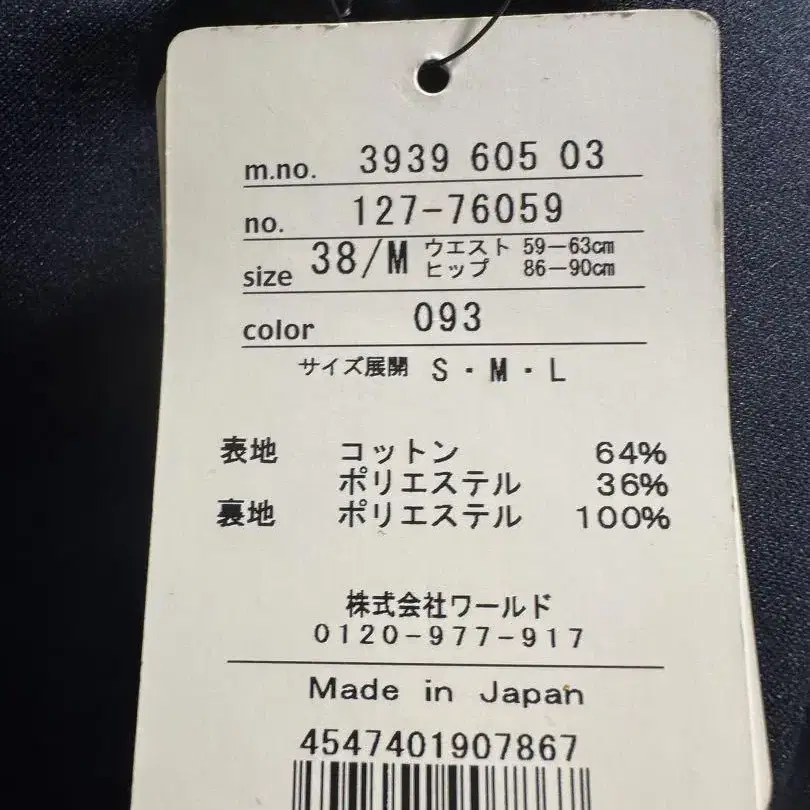 m.no. 3939 605 03
no. 127-76059
size 38/M ウエスト 59－63㎝
ヒップ 86－90㎝
color 093
サイズ展開 S・M・L
表地 コットン 64%
ポリエステル 36%
裏地 ポリエステル 100%
株式会社ワールド
0120-977-917
Made in Japan
4547401907867